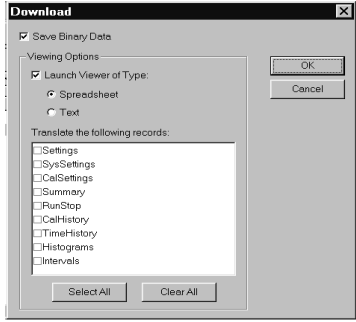 Download
Save Binary Data
Viewing Options
Launch Viewer of Type:
Spreadsheet
Text
Translate the following records:
Settings
SysSettings
CalSettings
Summary
RunStop
CalHistory
TimeHistory
Histograms
Intervals
Select All
Clear All
OK
Cancel